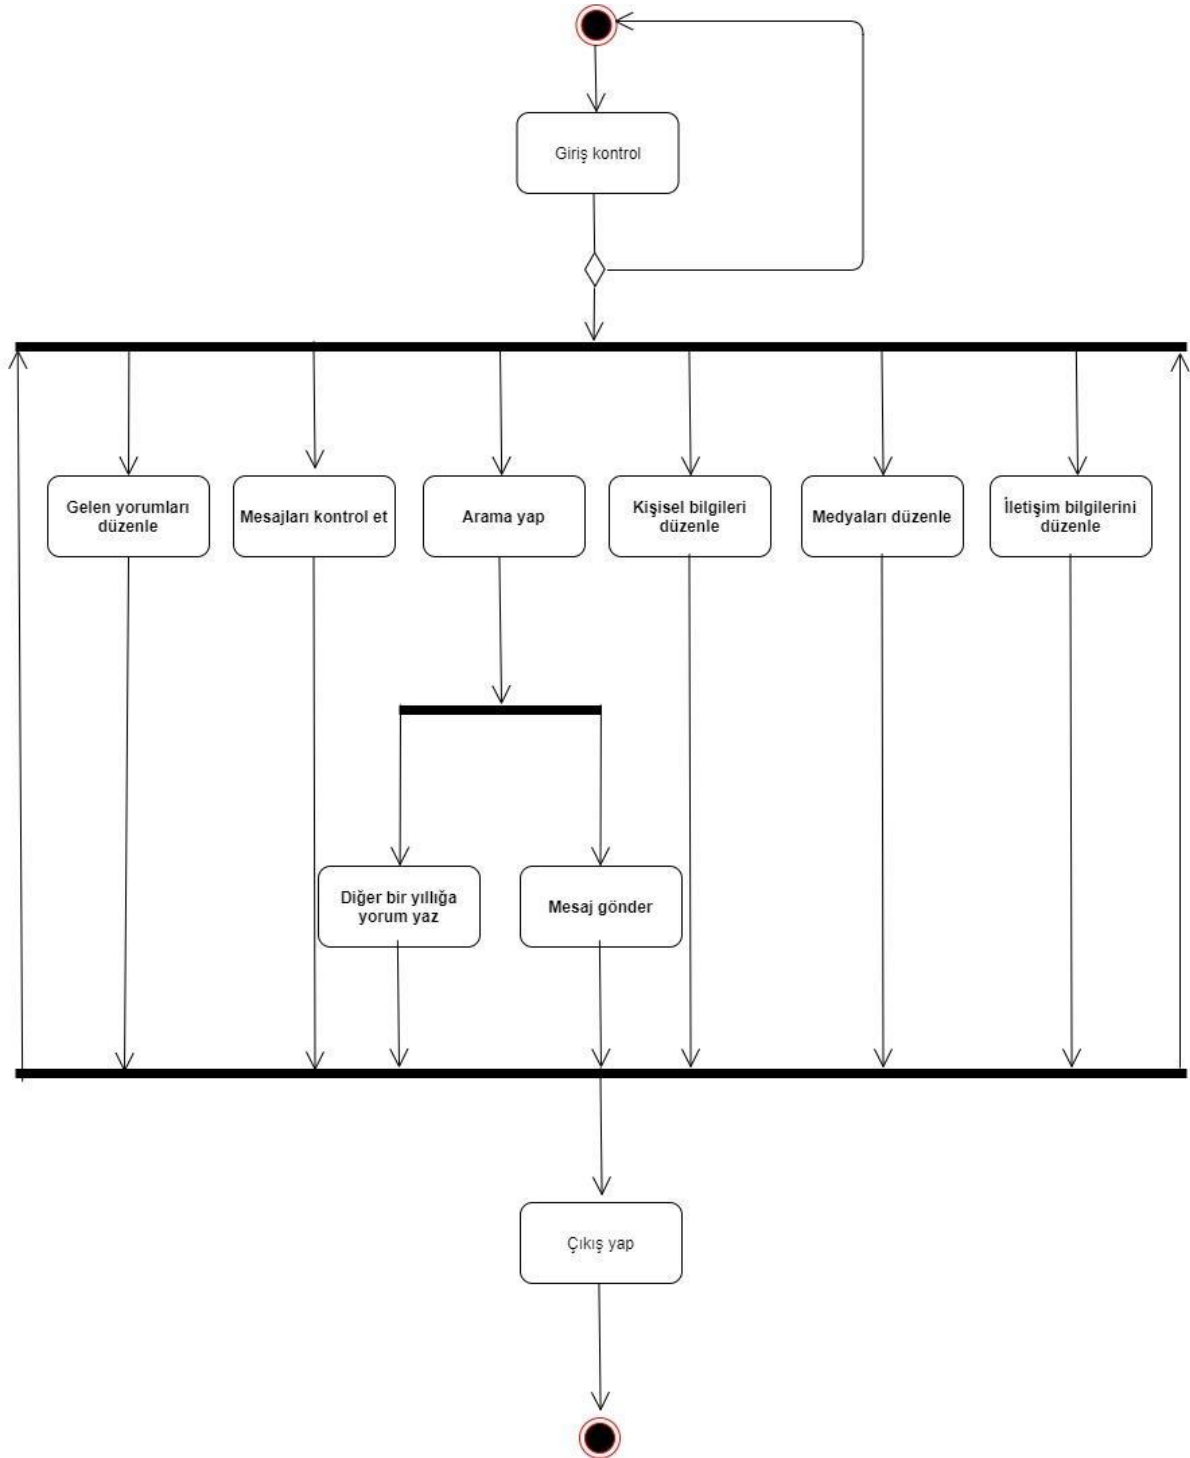 Giriş kontrol
Gelen yorumları
düzenle
Mesajları kontrol et
Arama yap
Kişisel bilgileri
düzenle
Medyaları düzenle
İletişim bilgilerini
düzenle
Diğer bir yıllığa
yorum yaz
Mesaj gönder
Çıkış yap